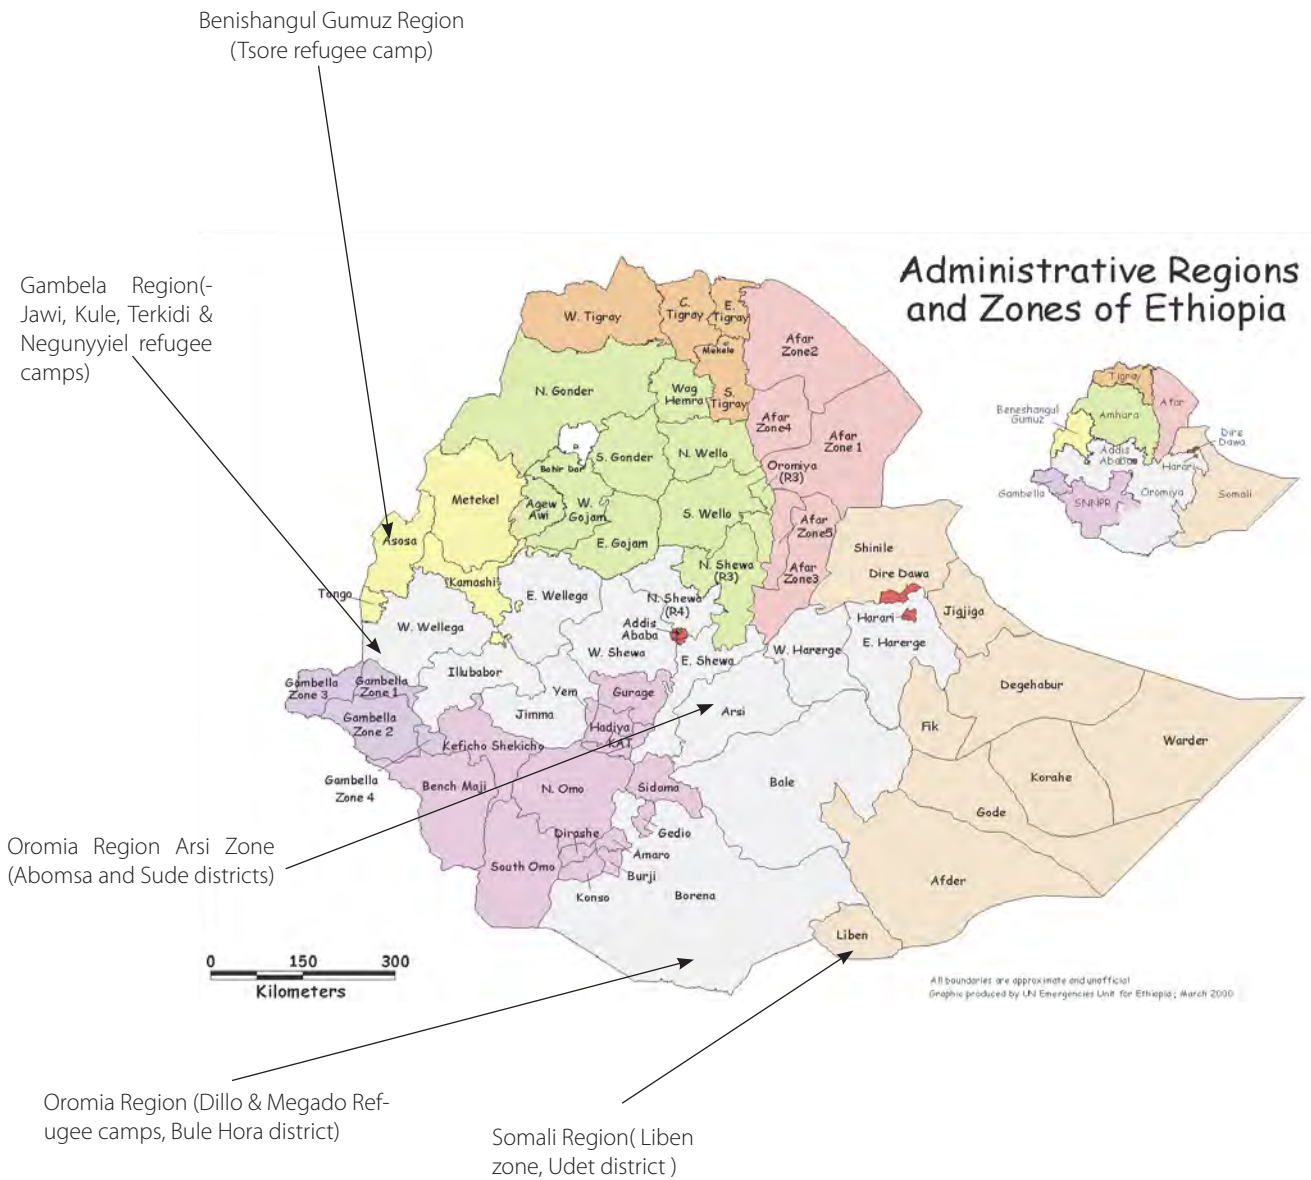 Benishangul Gumuz Region
(Tsore refugee camp)
Gambela Region(-
Jawi, Kule, Terkidi &
Negunyyiel refugee
camps)
Administrative Regions
and Zones of Ethiopia
W. Tigray
C.
Tigray
E.
Tigray
Mekele
S.
Tigray
Afar
Zone2
N. Gonder
Wag
Hemra
Afar
Zone4
Afar
Zone 1
Bahir Dar
S. Gonder
N. Wello
Oromiya
(R3)
Metekel
Agew
Awi
W.
Gojam
S. Wello
Afar
Zone5
E. Gojam
Asosa
N. Shewa
(R3)
Afar
Zone3
Shinile
Dire Dawa
Kamashi
Tongo
E. Wellega
N. Shewa
(R4)
Addis
Ababa
Harari
Jigjiga
W. Wellega
W. Shewa
E. Shewa
W. Harerge
E. Harerge
Illubabor
Gambella
Zone 3
Gambella
Zone 1
Yem
Gurage
Degehabur
Jimma
Arsi
Gambella
Zone 2
Hadiya
KAT
Fik
Warder
Keficho Shekicho
Gambella
Zone 4
Bench Maji
N. Omo
Sidama
Bale
Korahe
Gode
Dirashe
Gedio
Amaro
South Omo
Burji
Konso
Borena
Afder
Liben
Tigray
Afar
Beneshangul
Gumuz
Amhara
Dire
Dawa
Addis
Ababa
Harari
Gambella
SNNPR
Oromiya
Somali
Oromia Region Arsi Zone
(Abomsa and Sude districts)
0 150 300
Kilometers
All boundaries are approximate and unofficial
Graphic produced by UN Emergencies Unit for Ethiopia; March 2000
Oromia Region (Dillo & Megado Ref-
ugee camps, Bule Hora district)
Somali Region( Liben
zone, Udet district )